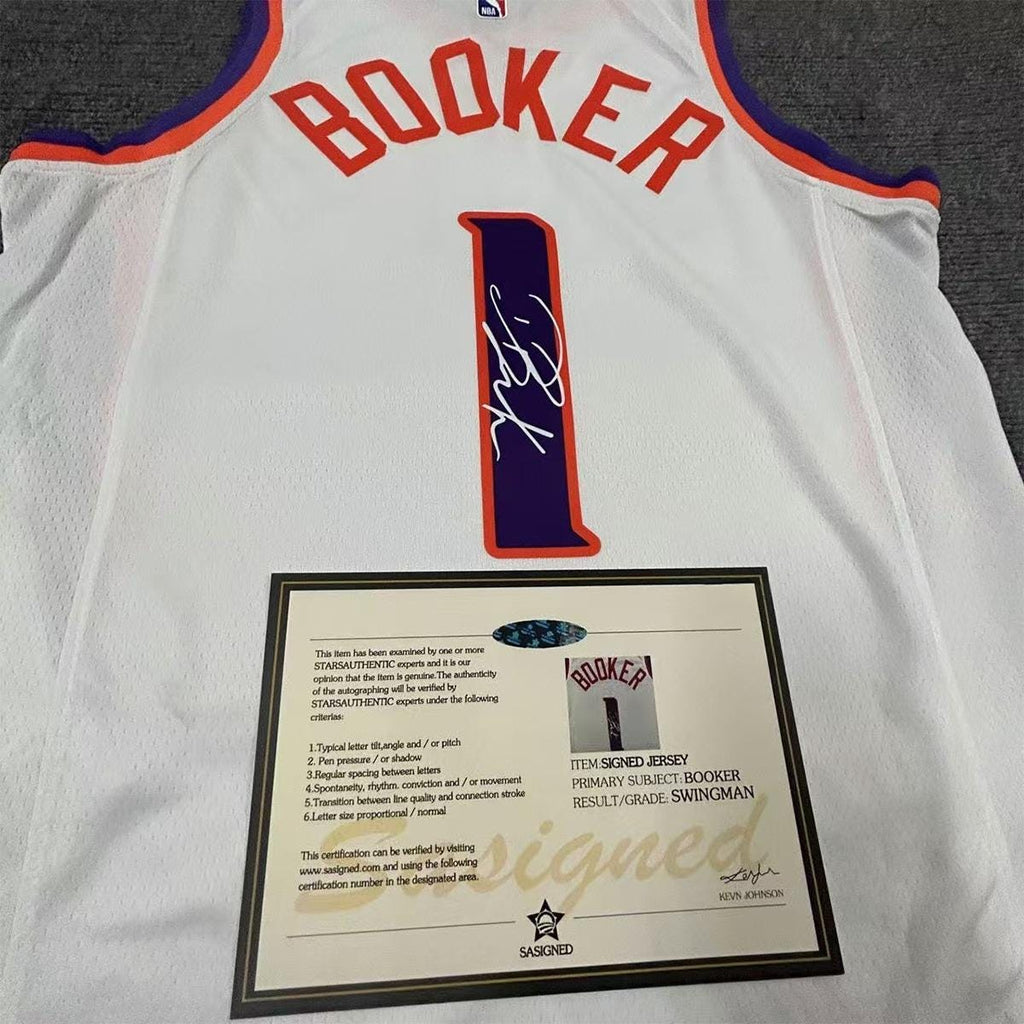 NBA
BOOKER
1
This item has been examined by one or more
STARSAUTHENTIC experts and it is our
opinion that the item is genuine.The authenticity
of the autographing will be verified by
STARSAUTHENTIC experts under the following
criterias:
1.Typical letter tilt,angle and / or pitch
2. Pen pressure / or shadow
3.Regular spacing between letters
4.Spontaneity, rhythm. conviction and / or movement
5.Transition between line quality and connection stroke
6.Letter size proportional / normal
This certification can be verified by visiting
www.sasigned.com and using the following
certification number in the designated area.
BOOKER
1
ITEM:SIGNED JERSEY
PRIMARY SUBJECT: BOOKER
RESULT/GRADE: SWINGMAN
Sasigned
KEVN JOHNSON
SASIGNED